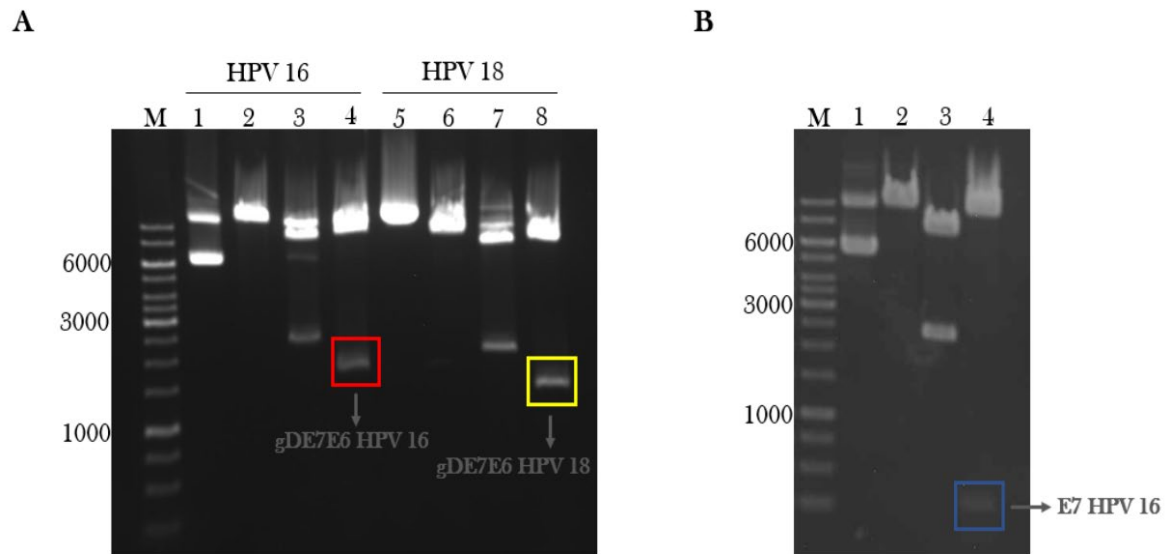 A
B
HPV 16
HPV 18
M 1 2 3 4 5 6 7 8
M 1 2 3 4
6000
3000
1000
gDE7E6 HPV 16
gDE7E6 HPV 18
6000
3000
1000
E7 HPV 16